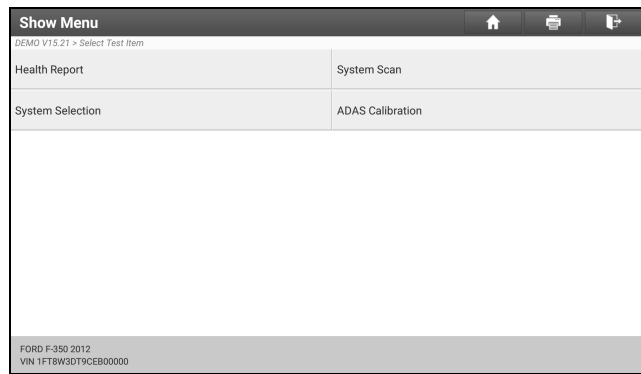 Show Menu
DEMO V15.21 > Select Test Item
Health Report
System Scan
System Selection
ADAS Calibration
FORD F-350 2012
VIN 1FT8W3DT9CEB00000